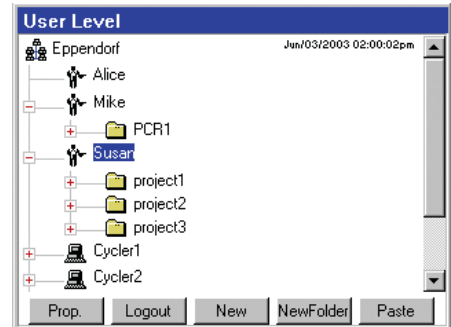 User Level
Eppendorf Jun/03/2003 02:00:02pm
Alice
Mike
PCR1
Susan
project1
project2
project3
Cycler1
Cycler2
Prop. Logout New NewFolder Paste